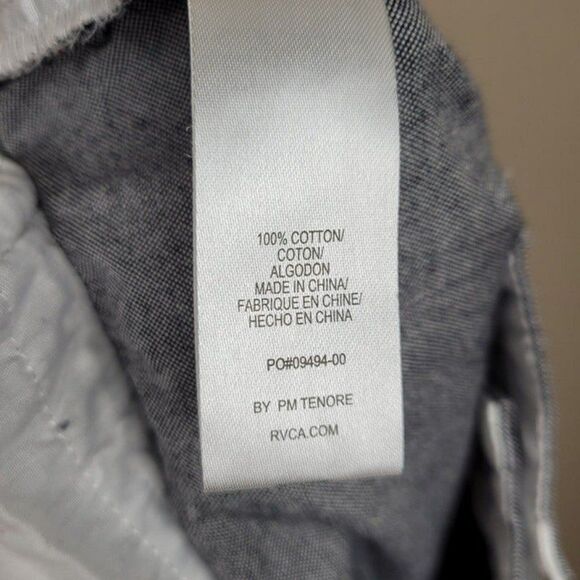 100% COTTON/
COTON/
ALGODON
MADE IN CHINA/
FABRIQUE EN CHINE/
HECHO EN CHINA
PO#09494-00
BY PM TENORE
RVCA.COM